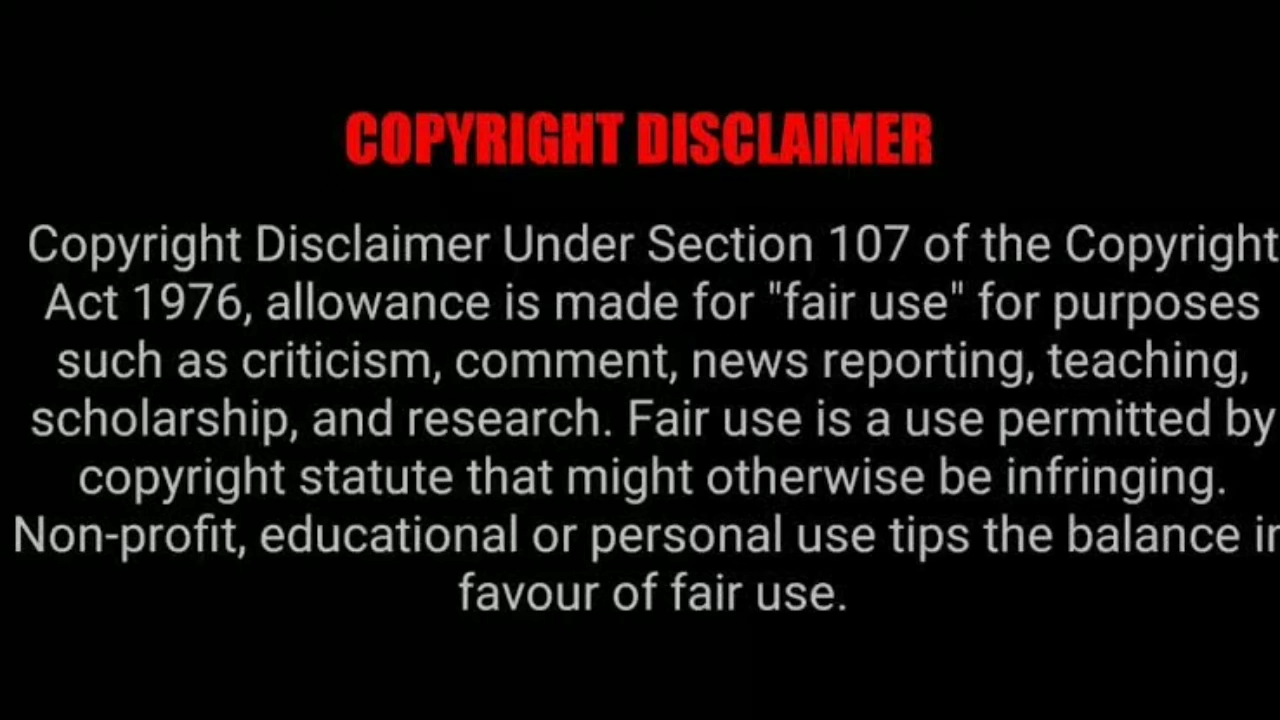 COPYRIGHT DISCLAIMER
Copyright Disclaimer Under Section 107 of the Copyright
Act 1976, allowance is made for "fair use" for purposes
such as criticism, comment, news reporting, teaching,
scholarship, and research. Fair use is a use permitted by
copyright statute that might otherwise be infringing.
Non-profit, educational or personal use tips the balance in
favour of fair use.